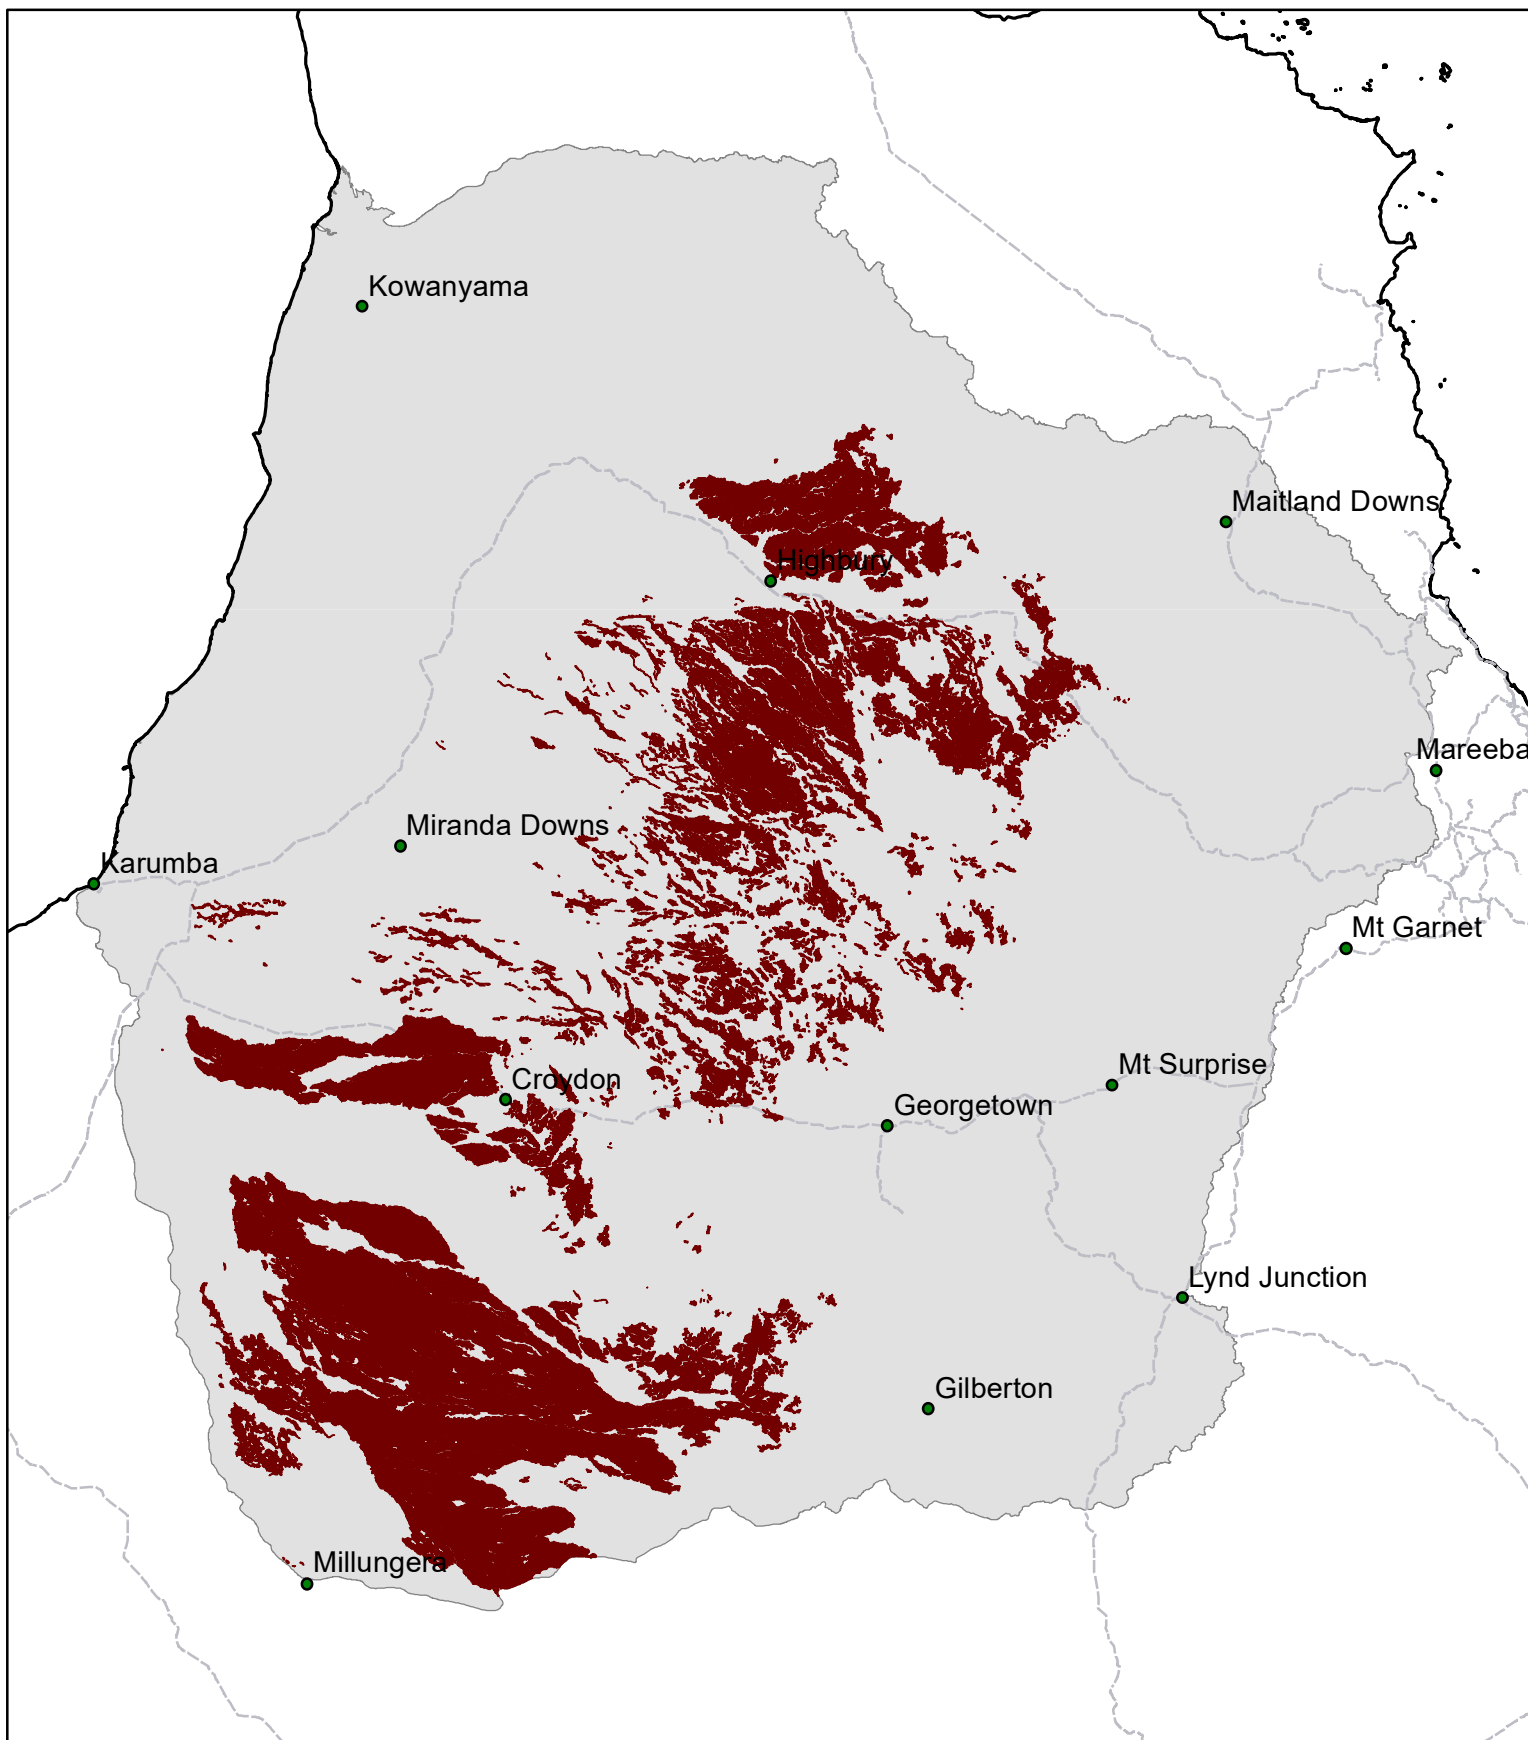 Kowanyama
Maitland Downs
Highbury
Mareeba
Miranda Downs
Karumba
Mt Garnet
Mt Surprise
Croydon
Georgetown
Lynd Junction
Gilberton
Millungera